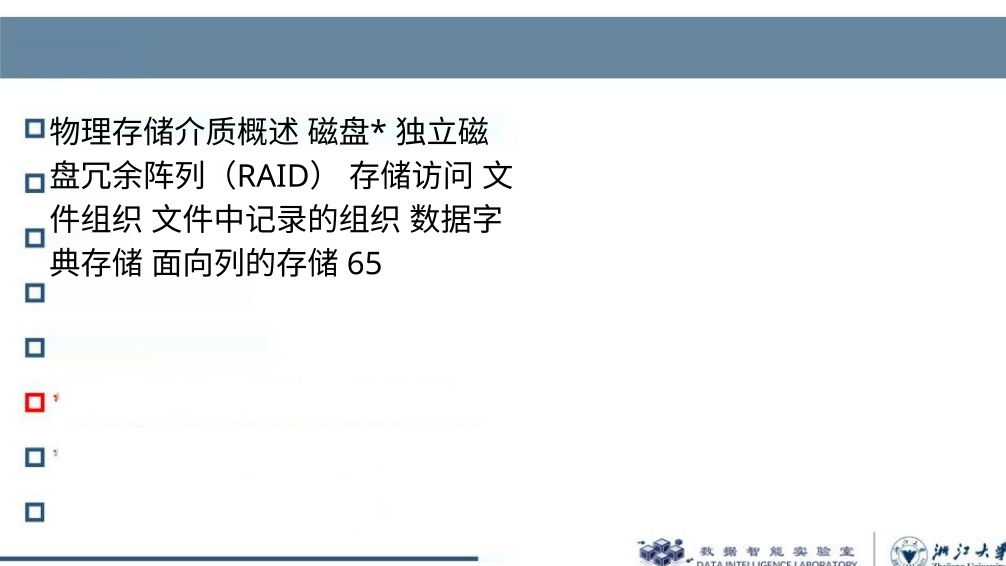 物理存储介质概述 磁盘* 独立磁
盘冗余阵列（RAID） 存储访问 文
件组织 文件中记录的组织 数据字
典存储 面向列的存储 65
数据智能实验室
DATA INTELLIGENCE LABORATORY
浙江大学
Zhejiang University